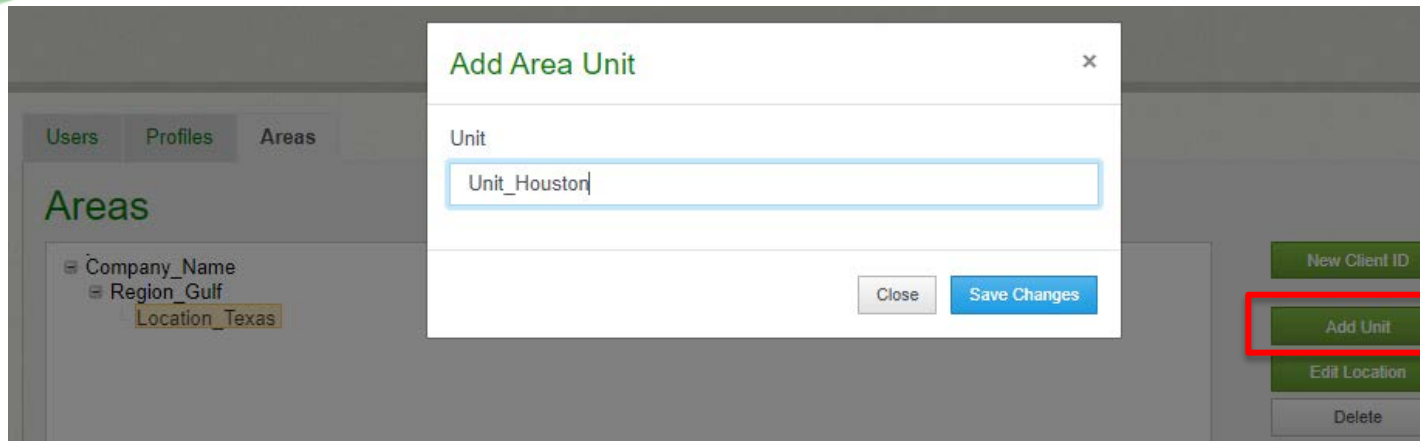 Add Area Unit ×
Users Profiles Areas
Unit
Unit_Houston
Areas
Company_Name
Region_Gulf
Location_Texas
Close Save Changes
New Client ID
Add Unit
Edit Location
Delete